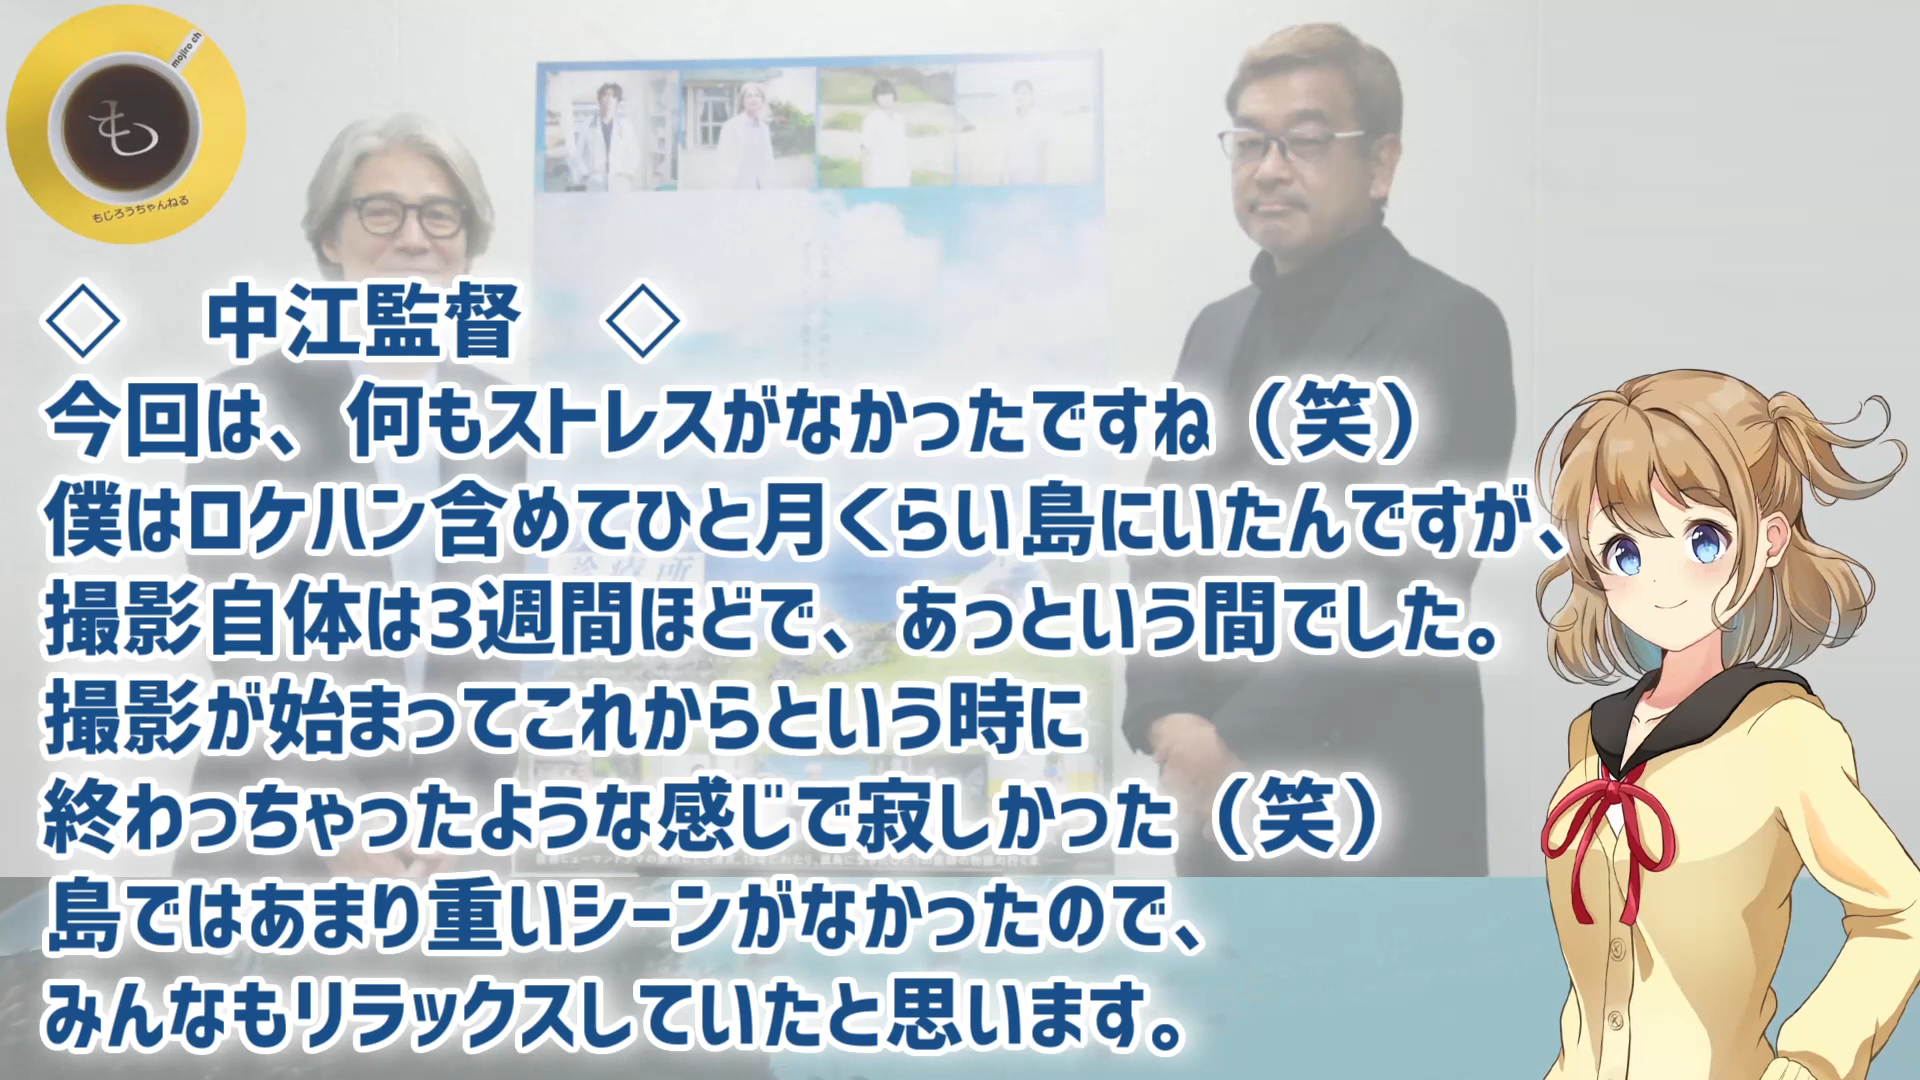 mojiro ch
も
もじろうちゃんねる
◇ 中江監督 ◇
今回は、何もストレスがなかったですね（笑）
僕はロケハン含めてひと月くらい島にいたんですが、
撮影自体は3週間ほどで、あっという間でした。
撮影が始まってこれからという時に
終わっちゃったような感じで寂しかった（笑）
島ではあまり重いシーンがなかったので、
みんなもリラックスしていたと思います。
診療所